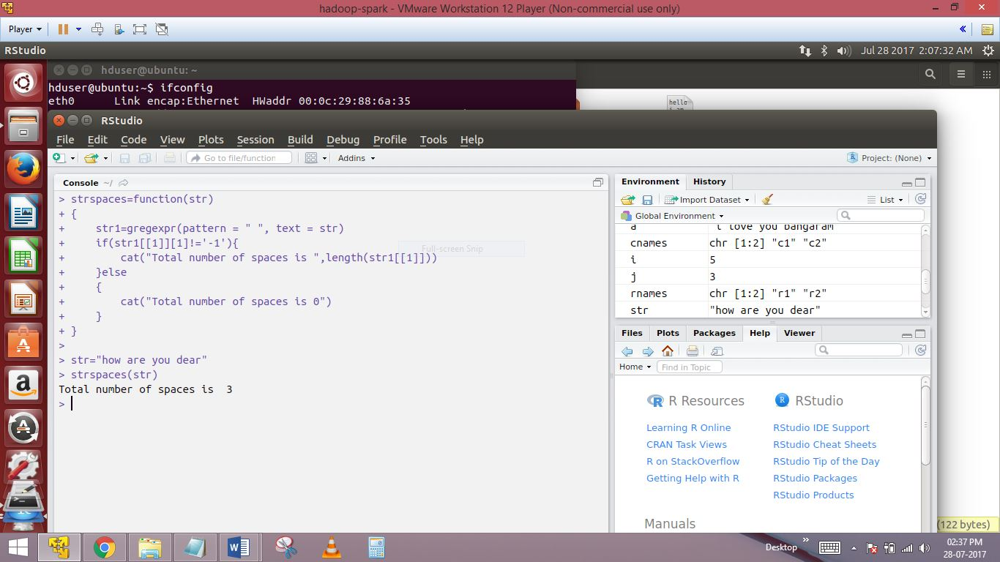 hadoop-spark - VMware Workstation 12 Player (Non-commercial use only)
Player
RStudio
Jul 28 2017 2:07:32 AM
hduser@ubuntu: ~
hduser@ubuntu:~$ ifconfig
eth0 Link encap:Ethernet HWaddr 00:0c:29:88:6a:35
hello
RStudio
File Edit Code View Plots Session Build Debug Profile Tools Help
Go to file/function Addins Project: (None)
Console ~/
> strspaces=function(str)
+ {
+ str1=gregexpr(pattern = " ", text = str)
+ if(str1[[1]][1]!='-1'){
+ cat("Total number of spaces is ",length(str1[[1]]))
+ }else
+ {
+ cat("Total number of spaces is 0")
+ }
+ }
>
> str="how are you dear"
> strspaces(str)
Total number of spaces is  3
>
Full-screen Snip
Environment History
Import Dataset List
Global Environment
a "i love you bangaram"
cnames chr [1:2] "c1" "c2"
i 5
j 3
rnames chr [1:2] "r1" "r2"
str "how are you dear"
Files Plots Packages Help Viewer
Home Find in Topic
R Resources
Learning R Online
CRAN Task Views
R on StackOverflow
Getting Help with R
RStudio
RStudio IDE Support
RStudio Cheat Sheets
RStudio Tip of the Day
RStudio Packages
RStudio Products
Manuals
(122 bytes)
Desktop
02:37 PM
28-07-2017